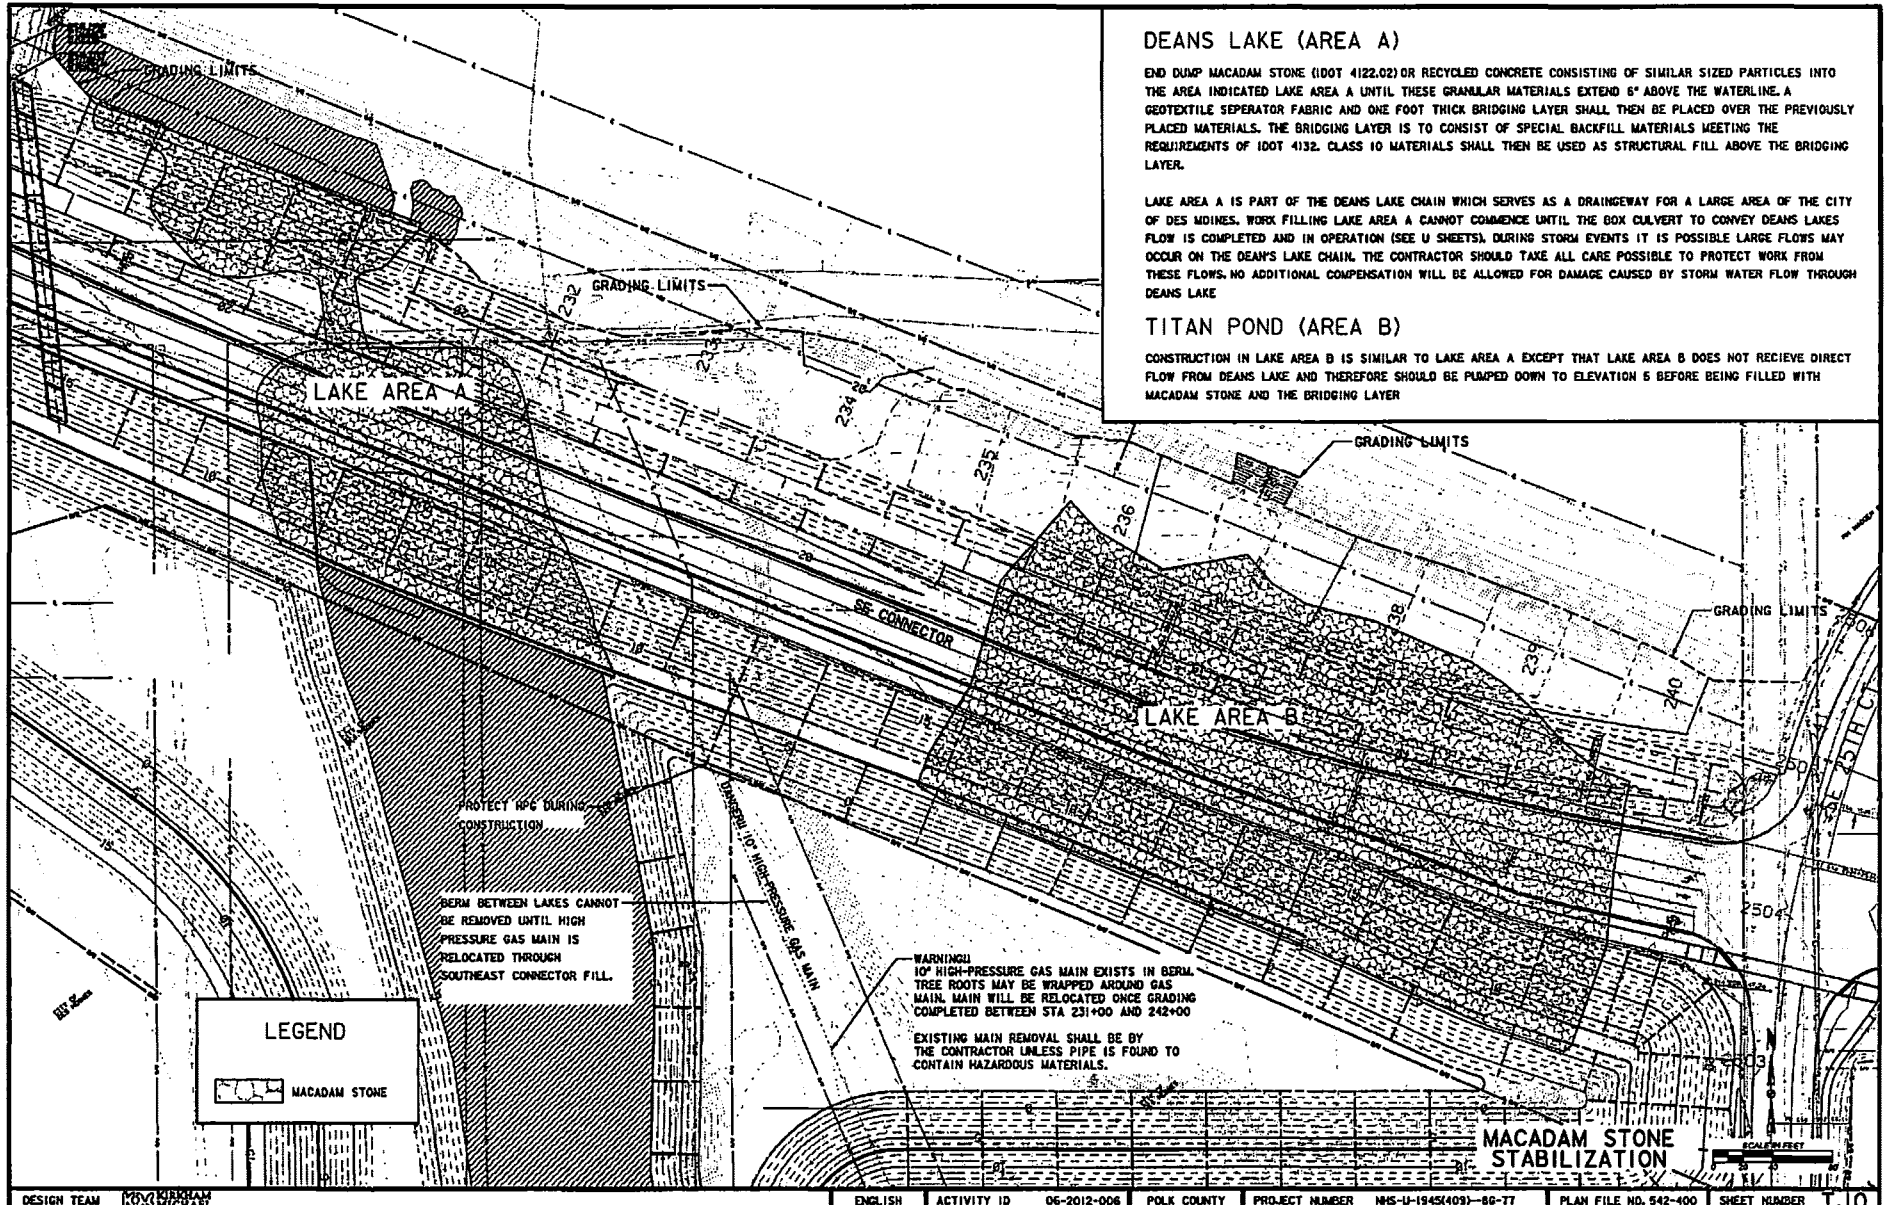 DEANS LAKE (AREA A)
END DUMP MACADAM STONE (IDOT 4122.02) OR RECYCLED CONCRETE CONSISTING OF SIMILAR SIZED PARTICLES INTO
THE AREA INDICATED LAKE AREA A UNTIL THESE GRANULAR MATERIALS EXTEND 6" ABOVE THE WATERLINE. A
GEOTEXTILE SEPERATOR FABRIC AND ONE FOOT THICK BRIDGING LAYER SHALL THEN BE PLACED OVER THE PREVIOUSLY
PLACED MATERIALS. THE BRIDGING LAYER IS TO CONSIST OF SPECIAL BACKFILL MATERIALS MEETING THE
REQUIREMENTS OF IDOT 4132. CLASS 10 MATERIALS SHALL THEN BE USED AS STRUCTURAL FILL ABOVE THE BRIDGING
LAYER.
LAKE AREA A IS PART OF THE DEANS LAKE CHAIN WHICH SERVES AS A DRAINGEWAY FOR A LARGE AREA OF THE CITY
OF DES MOINES. WORK FILLING LAKE AREA A CANNOT COMMENCE UNTIL THE BOX CULVERT TO CONVEY DEANS LAKES
FLOW IS COMPLETED AND IN OPERATION (SEE U SHEETS). DURING STORM EVENTS IT IS POSSIBLE LARGE FLOWS MAY
OCCUR ON THE DEAN'S LAKE CHAIN. THE CONTRACTOR SHOULD TAKE ALL CARE POSSIBLE TO PROTECT WORK FROM
THESE FLOWS. NO ADDITIONAL COMPENSATION WILL BE ALLOWED FOR DAMAGE CAUSED BY STORM WATER FLOW THROUGH
DEANS LAKE
TITAN POND (AREA B)
CONSTRUCTION IN LAKE AREA B IS SIMILAR TO LAKE AREA A EXCEPT THAT LAKE AREA B DOES NOT RECIEVE DIRECT
FLOW FROM DEANS LAKE AND THEREFORE SHOULD BE PUMPED DOWN TO ELEVATION 5 BEFORE BEING FILLED WITH
MACADAM STONE AND THE BRIDGING LAYER
GRADING LIMITS
GRADING LIMITS
232
233
234
LAKE AREA A
GRADING LIMITS
235
236
20
SE CONNECTOR
238
GRADING LIMITS
239
240
LAKE AREA B
10
15
2504
PROTECT HPG DURING
CONSTRUCTION
DANGER! 10" HIGH-PRESSURE GAS MAIN
BERM BETWEEN LAKES CANNOT
BE REMOVED UNTIL HIGH
PRESSURE GAS MAIN IS
RELOCATED THROUGH
SOUTHEAST CONNECTOR FILL.
WARNING!!
10" HIGH-PRESSURE GAS MAIN EXISTS IN BERM.
TREE ROOTS MAY BE WRAPPED AROUND GAS
MAIN. MAIN WILL BE RELOCATED ONCE GRADING
COMPLETED BETWEEN STA 231+00 AND 242+00
EXISTING MAIN REMOVAL SHALL BE BY
THE CONTRACTOR UNLESS PIPE IS FOUND TO
CONTAIN HAZARDOUS MATERIALS.
LEGEND
MACADAM STONE
MACADAM STONE
STABILIZATION
SCALE IN FEET
DESIGN TEAM KIRKHAM MICHAEL
ENGLISH
ACTIVITY ID 06-2012-006
POLK COUNTY
PROJECT NUMBER NHS-U-1945(409)--8G-77
PLAN FILE NO. 542-400
SHEET NUMBER T.10